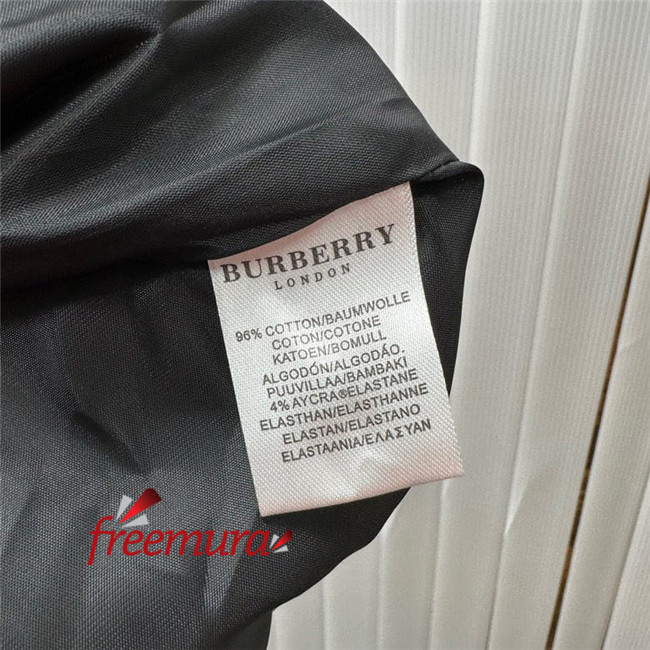 BURBERRY
LONDON
96% COTTON/BAUMWOLLE
COTON/COTONE
KATOEN/BOMULL
ALGODÓN/ALGODÃO.
PUUVILLAA/BAMBAKI
4% AYCRA®ELASTANE
ELASTHAN/ELASTHANNE
ELASTAN/ELASTANO
ELASTAANIA/ΕΛΑΣΥΑΝ
freemura